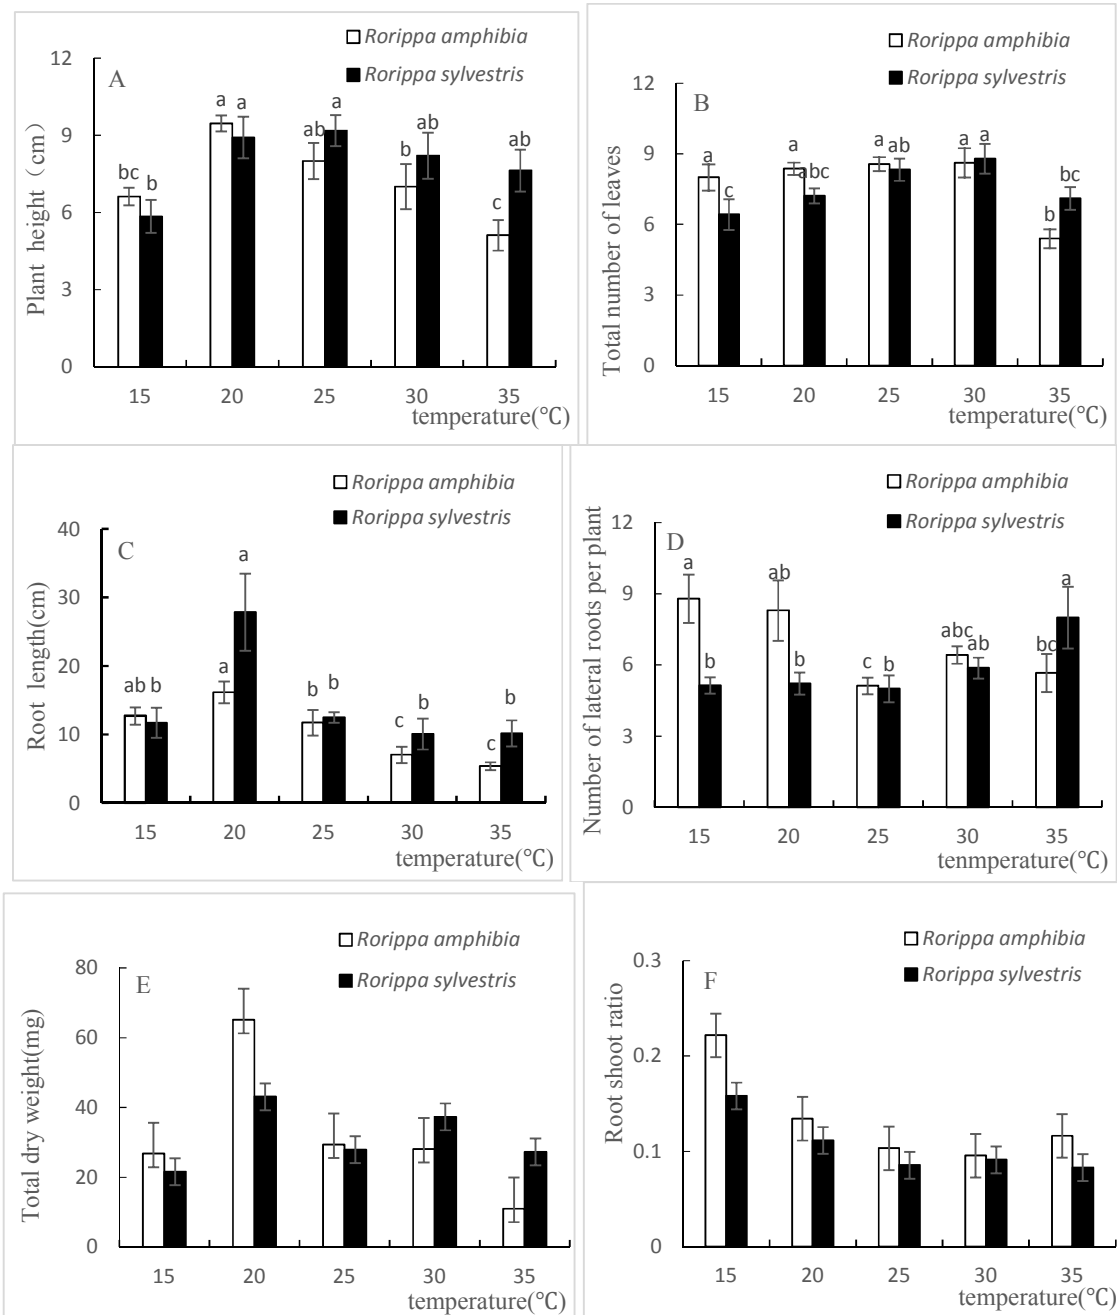 Rorippa amphibia
Rorippa sylvestris
A
Plant height (cm)
12
9
6
3
0
bc b a a ab a b ab c ab
15 20 25 30 35
temperature(°C)
Rorippa amphibia
Rorippa sylvestris
B
Total number of leaves
12
9
6
3
0
a c a abc a ab a a b bc
15 20 25 30 35
temperature(°C)
Rorippa amphibia
Rorippa sylvestris
C
Root length(cm)
40
30
20
10
0
ab b a a b b c b c b
15 20 25 30 35
temperature(°C)
Rorippa amphibia
Rorippa sylvestris
D
Number of lateral roots per plant
12
9
6
3
0
a b ab b c b abc ab bc a
15 20 25 30 35
tenmperature(°C)
Rorippa amphibia
Rorippa sylvestris
E
Total dry weight(mg)
80
60
40
20
0
15 20 25 30 35
temperature(°C)
Rorippa amphibia
Rorippa sylvestris
F
Root shoot ratio
0.3
0.2
0.1
0
15 20 25 30 35
temperature(°C)